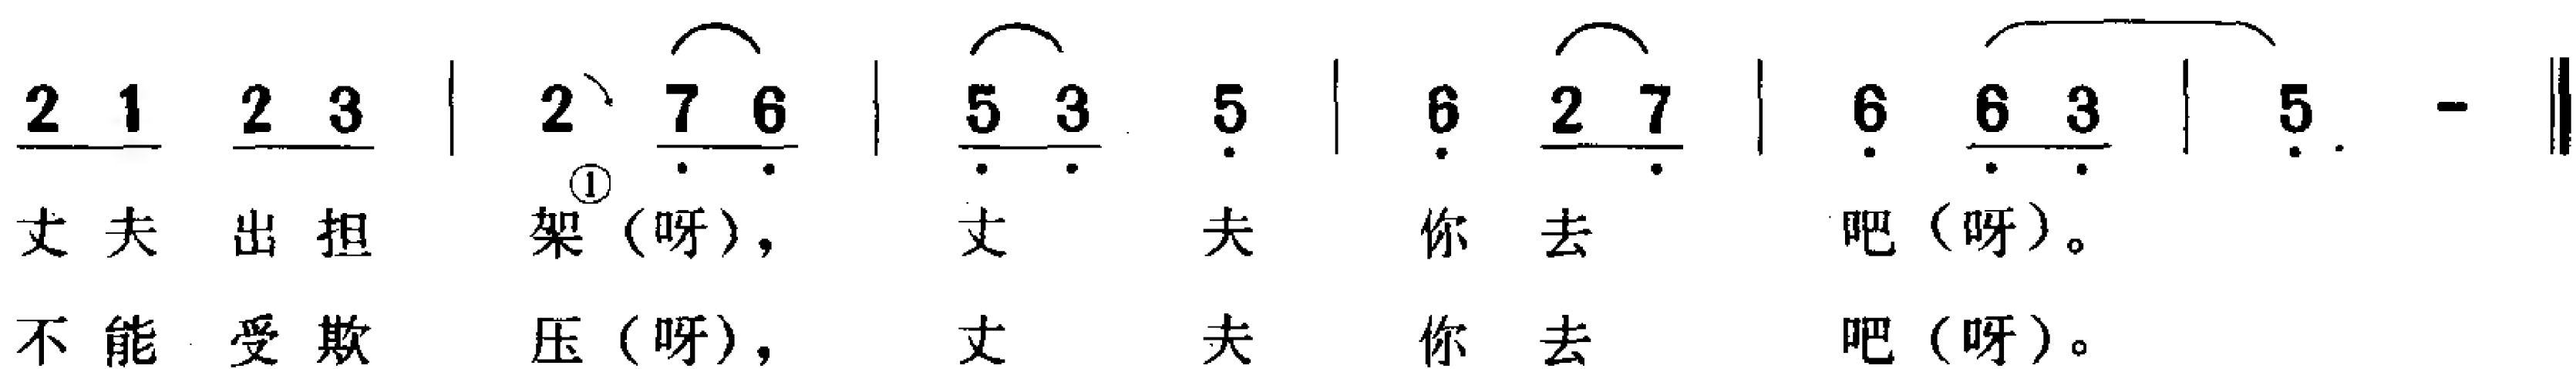 2 1 2 3 | 2 7 6 | 5 3 5 | 6 2 7 | 6 6 3 | 5 - ‖
①
丈夫出担架（呀），丈夫你去吧（呀）。
不能受欺压（呀），丈夫你去吧（呀）。